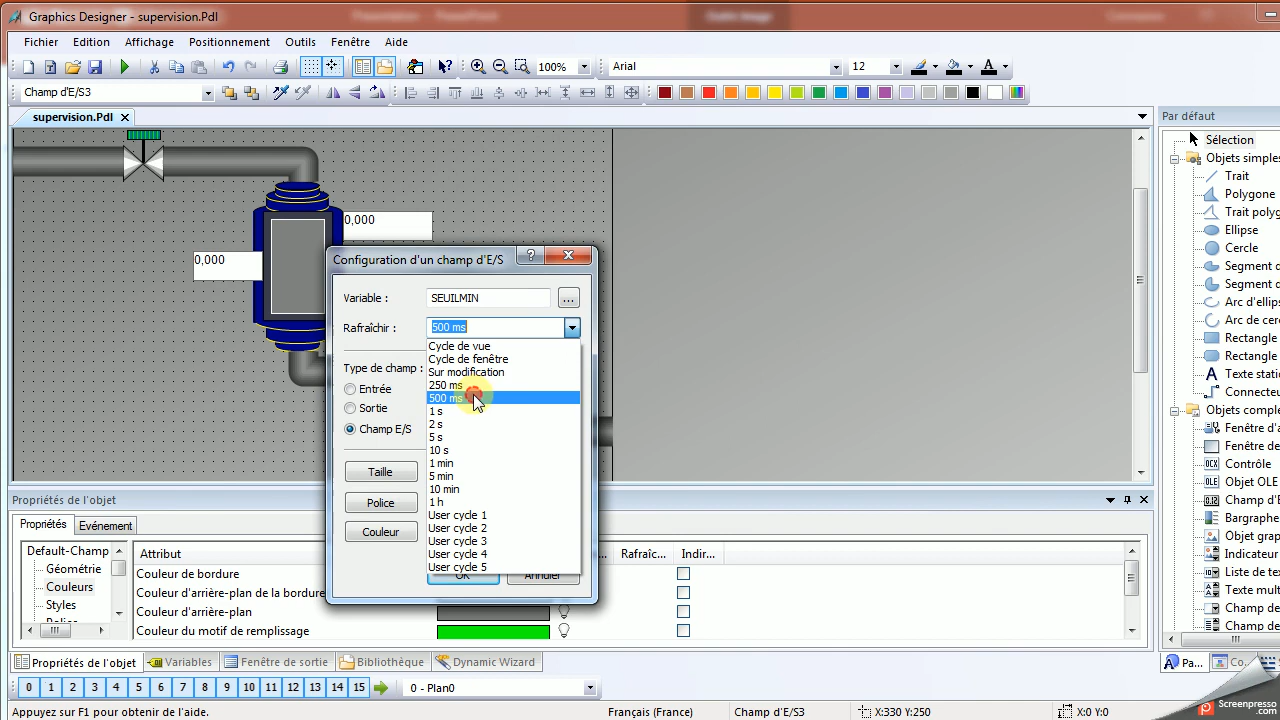 Graphics Designer - supervision.Pdl
Fichier Edition Affichage Positionnement Outils Fenêtre Aide
100% Arial 12
Champ d'E/S3
supervision.Pdl
Par défaut
Sélection
Objets simples
Trait
Polygone
Trait polyg
Ellipse
Cercle
Segment d
Segment d
Arc d'ellips
Arc de cer
Rectangle
Rectangle
Texte stati
Connecte
Objets comple
Fenêtre d'a
Fenêtre de
Contrôle
Objet OLE
Champ d'E
Bargraphe
Objet grap
Indicateur
Liste de te
Texte mult
Champ de
0,000
0,000
Configuration d'un champ d'E/S
Variable :
SEUILMIN
...
Rafraîchir :
500 ms
Cycle de vue
Cycle de fenêtre
Sur modification
250 ms
500 ms
1 s
2 s
5 s
10 s
1 min
5 min
10 min
1 h
User cycle 1
User cycle 2
User cycle 3
User cycle 4
User cycle 5
Type de champ :
Entrée
Sortie
Champ E/S
Taille
Police
Couleur
OK
Annuler
Propriétés de l'objet
Propriétés Evénement
Default-Champ
Géométrie
Couleurs
Styles
Attribut
Rafraîc... Indir...
Couleur de bordure
Couleur d'arrière-plan de la bordure
Couleur d'arrière-plan
Couleur du motif de remplissage
Propriétés de l'objet Variables Fenêtre de sortie Bibliothèque Dynamic Wizard
Pa... Co...
0 1 2 3 4 5 6 7 8 9 10 11 12 13 14 15
0 - Plan0
Appuyez sur F1 pour obtenir de l'aide.
Français (France)
Champ d'E/S3
X:330 Y:250
X:0 Y:0
Screenpresso
.com